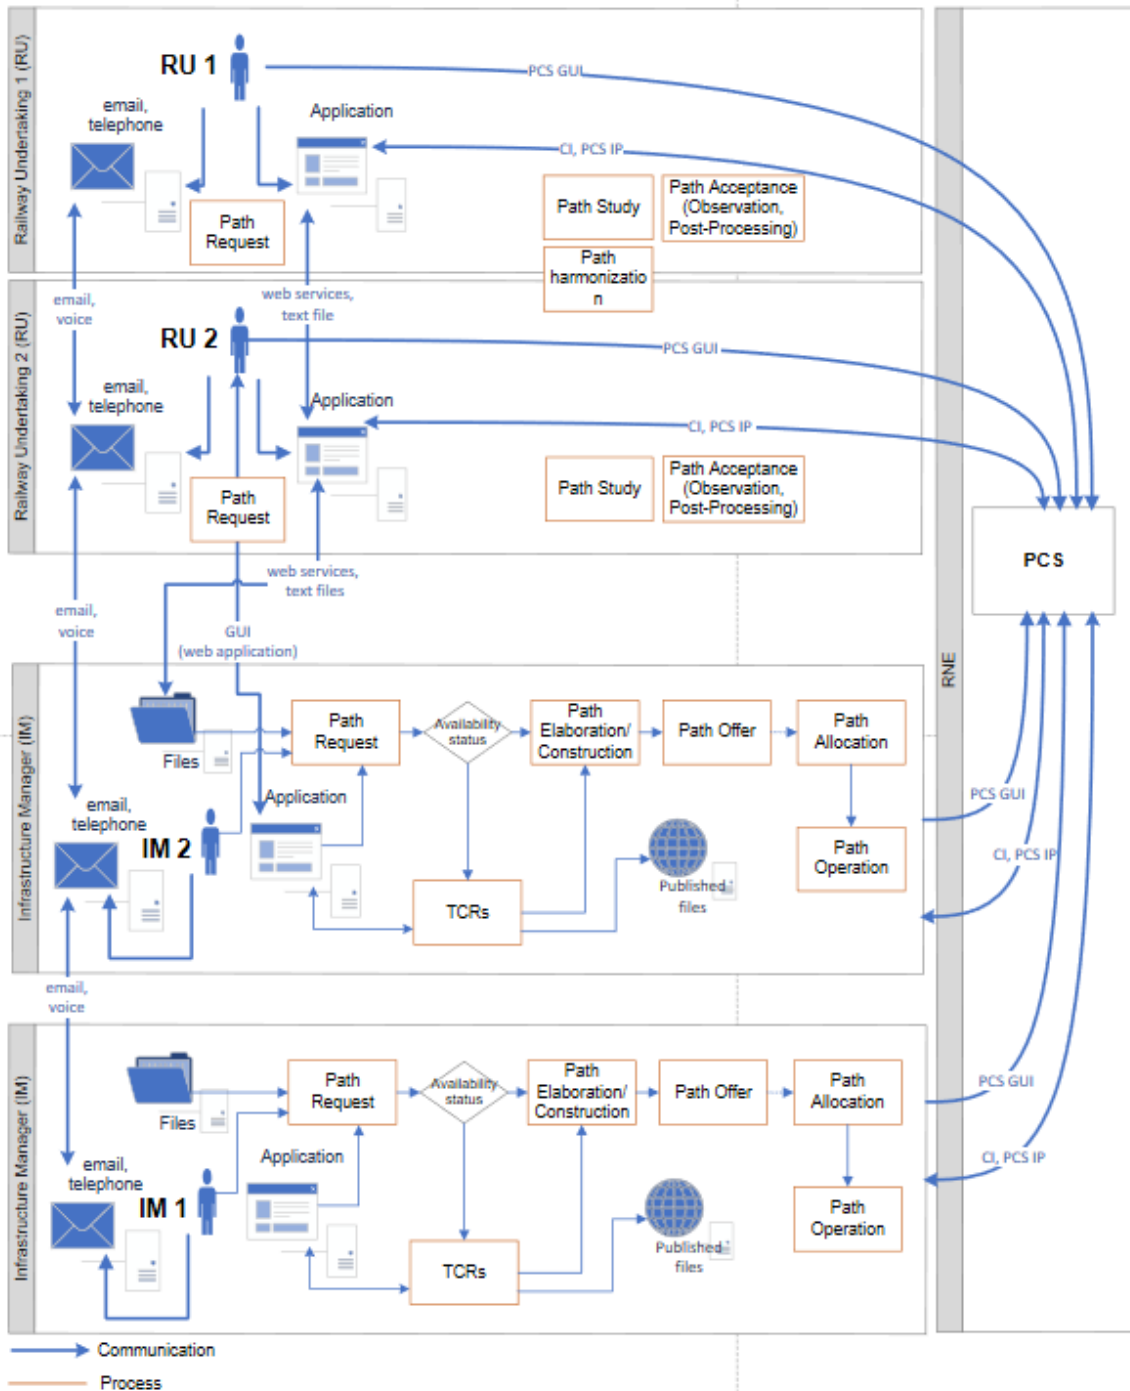 Railway Undertaking 1 (RU)
RU 1
email,
telephone
Application
PCS GUI
CI, PCS IP
Path
Request
Path Study
Path Acceptance
(Observation,
Post-Processing)
Path
harmonizatio
n
email,
voice
web services,
text file
Railway Undertaking 2 (RU)
RU 2
email,
telephone
Application
PCS GUI
CI, PCS IP
Path
Request
Path Study
Path Acceptance
(Observation,
Post-Processing)
RNE
PCS
email,
voice
web services,
text files
GUI
(web application)
Infrastructure Manager (IM)
Files
Path
Request
Availability
status
Path
Elaboration/
Construction
Path Offer
Path
Allocation
PCS GUI
email,
telephone
IM 2
Application
TCRs
Published
files
Path
Operation
CI, PCS IP
email,
voice
Infrastructure Manager (IM)
Files
Path
Request
Availability
status
Path
Elaboration/
Construction
Path Offer
Path
Allocation
PCS GUI
email,
telephone
IM 1
Application
TCRs
Published
files
Path
Operation
CI, PCS IP
Communication
Process